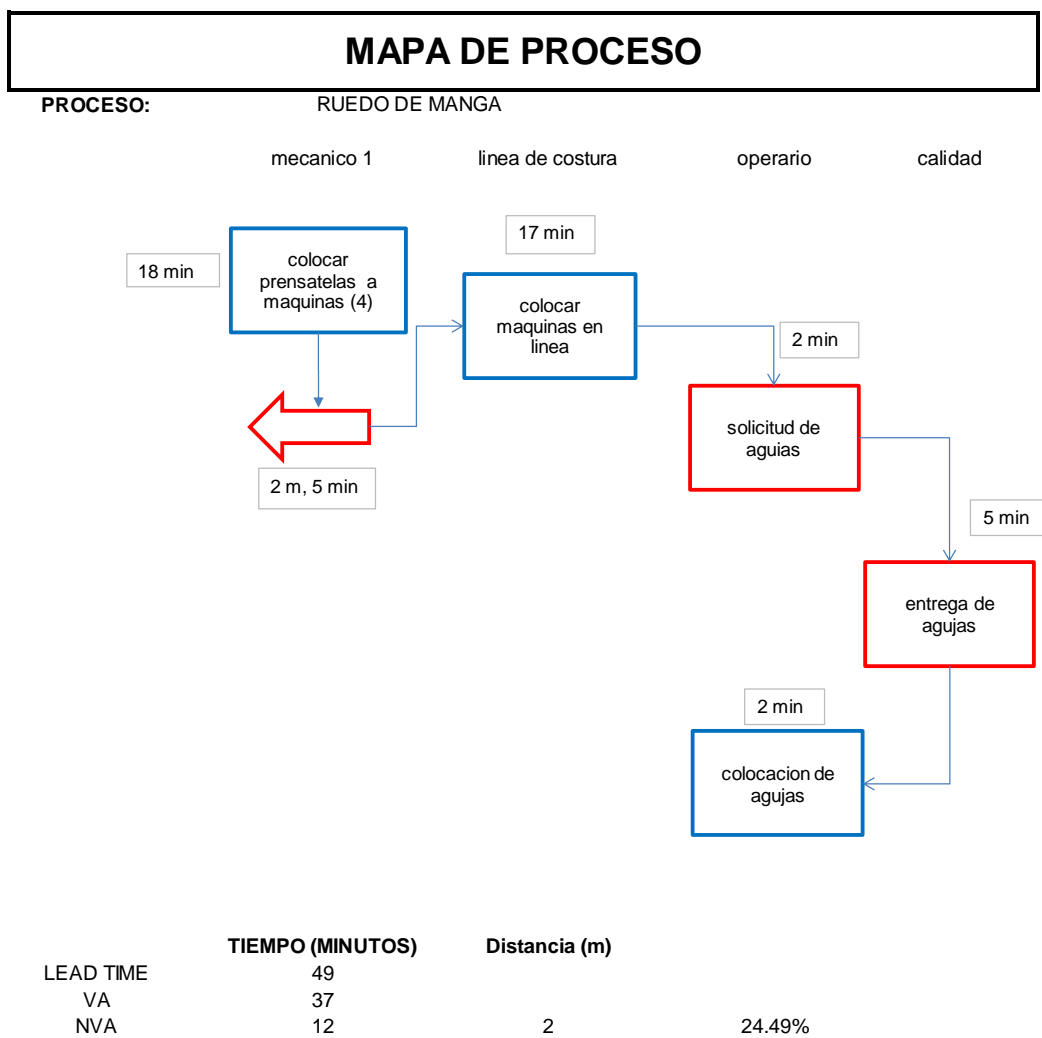 MAPA DE PROCESO
PROCESO: RUEDO DE MANGA
mecanico 1 linea de costura operario calidad
18 min
colocar
prensatelas a
maquinas (4)
17 min
colocar
maquinas en
linea
2 min
solicitud de
aguias
2 m, 5 min
5 min
entrega de
agujas
2 min
colocacion de
agujas
TIEMPO (MINUTOS) Distancia (m)
LEAD TIME 49
VA 37
NVA 12 2 24.49%